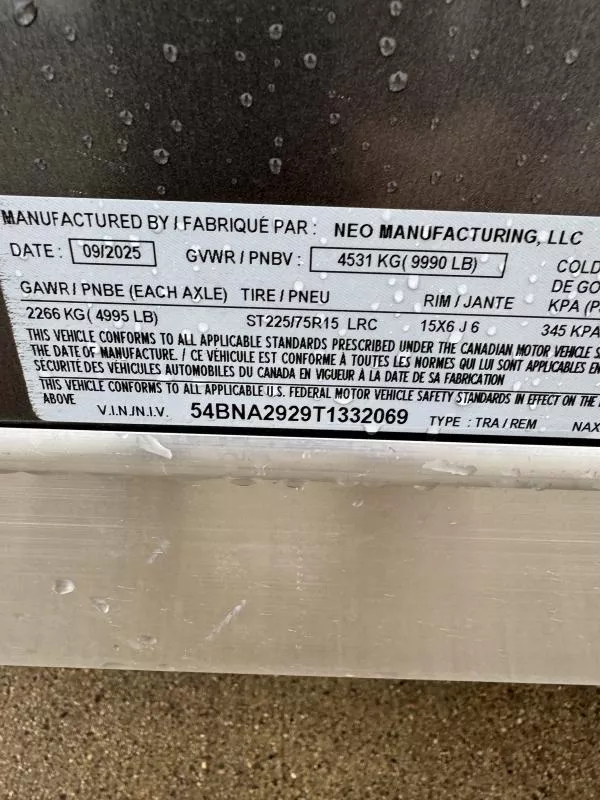 MANUFACTURED BY / FABRIQUÉ PAR : NEO MANUFACTURING, LLC
DATE : 09/2025 GVWR / PNBV : 4531 KG( 9990 LB) COLD
DE GO
GAWR / PNBE (EACH AXLE) TIRE / PNEU RIM / JANTE KPA (P
2266 KG( 4995 LB) ST225/75R15 LRC 15X6 J 6 345 KPA
THIS VEHICLE CONFORMS TO ALL APPLICABLE STANDARDS PRESCRIBED UNDER THE CANADIAN MOTOR VEHICLE S
THE DATE OF MANUFACTURE. / CE VÉHICULE EST CONFORME À TOUTES LES NORMES QUI LUI SONT APPLICABLES EN
SÉCURITÉ DES VÉHICULES AUTOMOBILES DU CANADA EN VIGUEUR À LA DATE DE SA FABRICATION
THIS VEHICLE CONFORMS TO ALL APPLICABLE U.S. FEDERAL MOTOR VEHICLE SAFETY STANDARDS IN EFFECT ON THE
ABOVE
V.I.N./N.I.V. 54BNA2929T1332069 TYPE : TRA / REM NAX